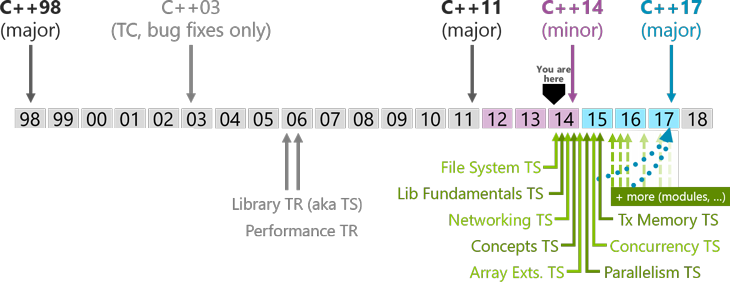 C++98 C++03 C++11 C++14 C++17
(major) (TC, bug fixes only) (major) (minor) (major)
You are
here
98 99 00 01 02 03 04 05 06 07 08 09 10 11 12 13 14 15 16 17 18
File System TS
Library TR (aka TS) Lib Fundamentals TS + more (modules, ...)
Performance TR Networking TS Tx Memory TS
Concepts TS Concurrency TS
Array Exts. TS Parallelism TS